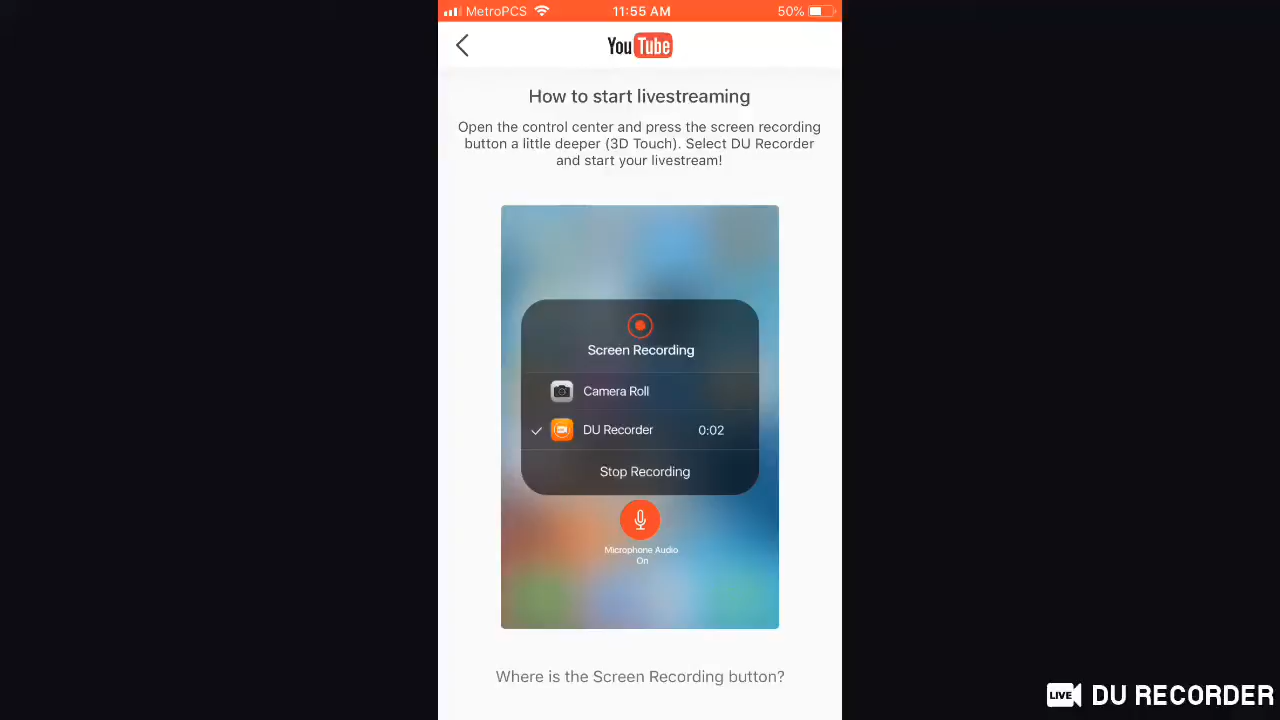 MetroPCS 11:55 AM 50%
YouTube
How to start livestreaming
Open the control center and press the screen recording
button a little deeper (3D Touch). Select DU Recorder
and start your livestream!
Screen Recording
Camera Roll
DU Recorder 0:02
Stop Recording
Microphone Audio
On
Where is the Screen Recording button?
LIVE DU RECORDER